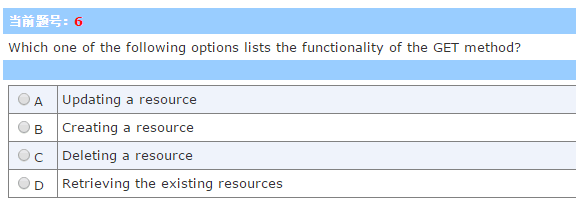 当前题号: 6
Which one of the following options lists the functionality of the GET method?
A Updating a resource
B Creating a resource
C Deleting a resource
D Retrieving the existing resources